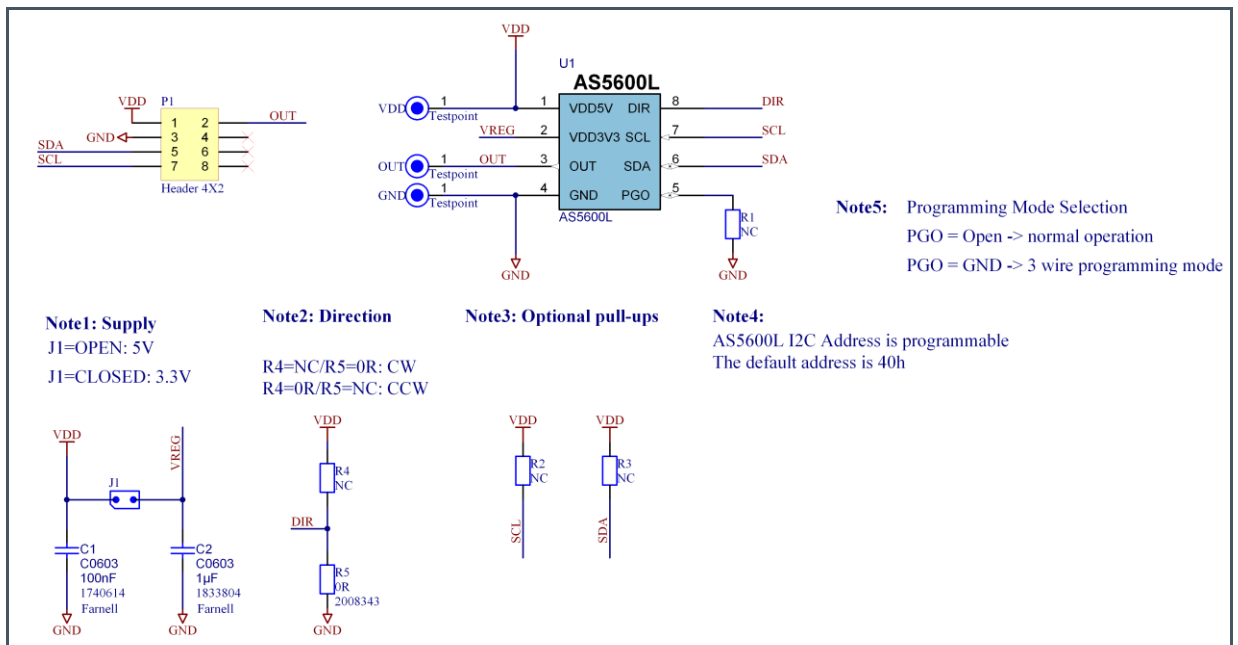 VDD
P1
1 2
3 4
5 6
7 8
OUT
GND
SDA
SCL
Header 4X2
VDD
U1
AS5600L
VDD 1 Testpoint
1 VDD5V DIR 8 DIR
VREG 2 VDD3V3 SCL 7 SCL
OUT 1 Testpoint OUT 3 OUT SDA 6 SDA
GND 1 Testpoint 4 GND PGO 5
AS5600L
R1
NC
GND
GND
Note5: Programming Mode Selection
PGO = Open -> normal operation
PGO = GND -> 3 wire programming mode
Note1: Supply
J1=OPEN: 5V
J1=CLOSED: 3.3V
Note2: Direction
R4=NC/R5=0R: CW
R4=0R/R5=NC: CCW
Note3: Optional pull-ups
Note4:
AS5600L I2C Address is programmable
The default address is 40h
VDD
VREG
J1
C1
C0603
100nF
1740614
Farnell
GND
C2
C0603
1µF
1833804
Farnell
GND
VDD
R4
NC
DIR
R5
0R
2008343
GND
VDD
R2
NC
SCL
VDD
R3
NC
SDA